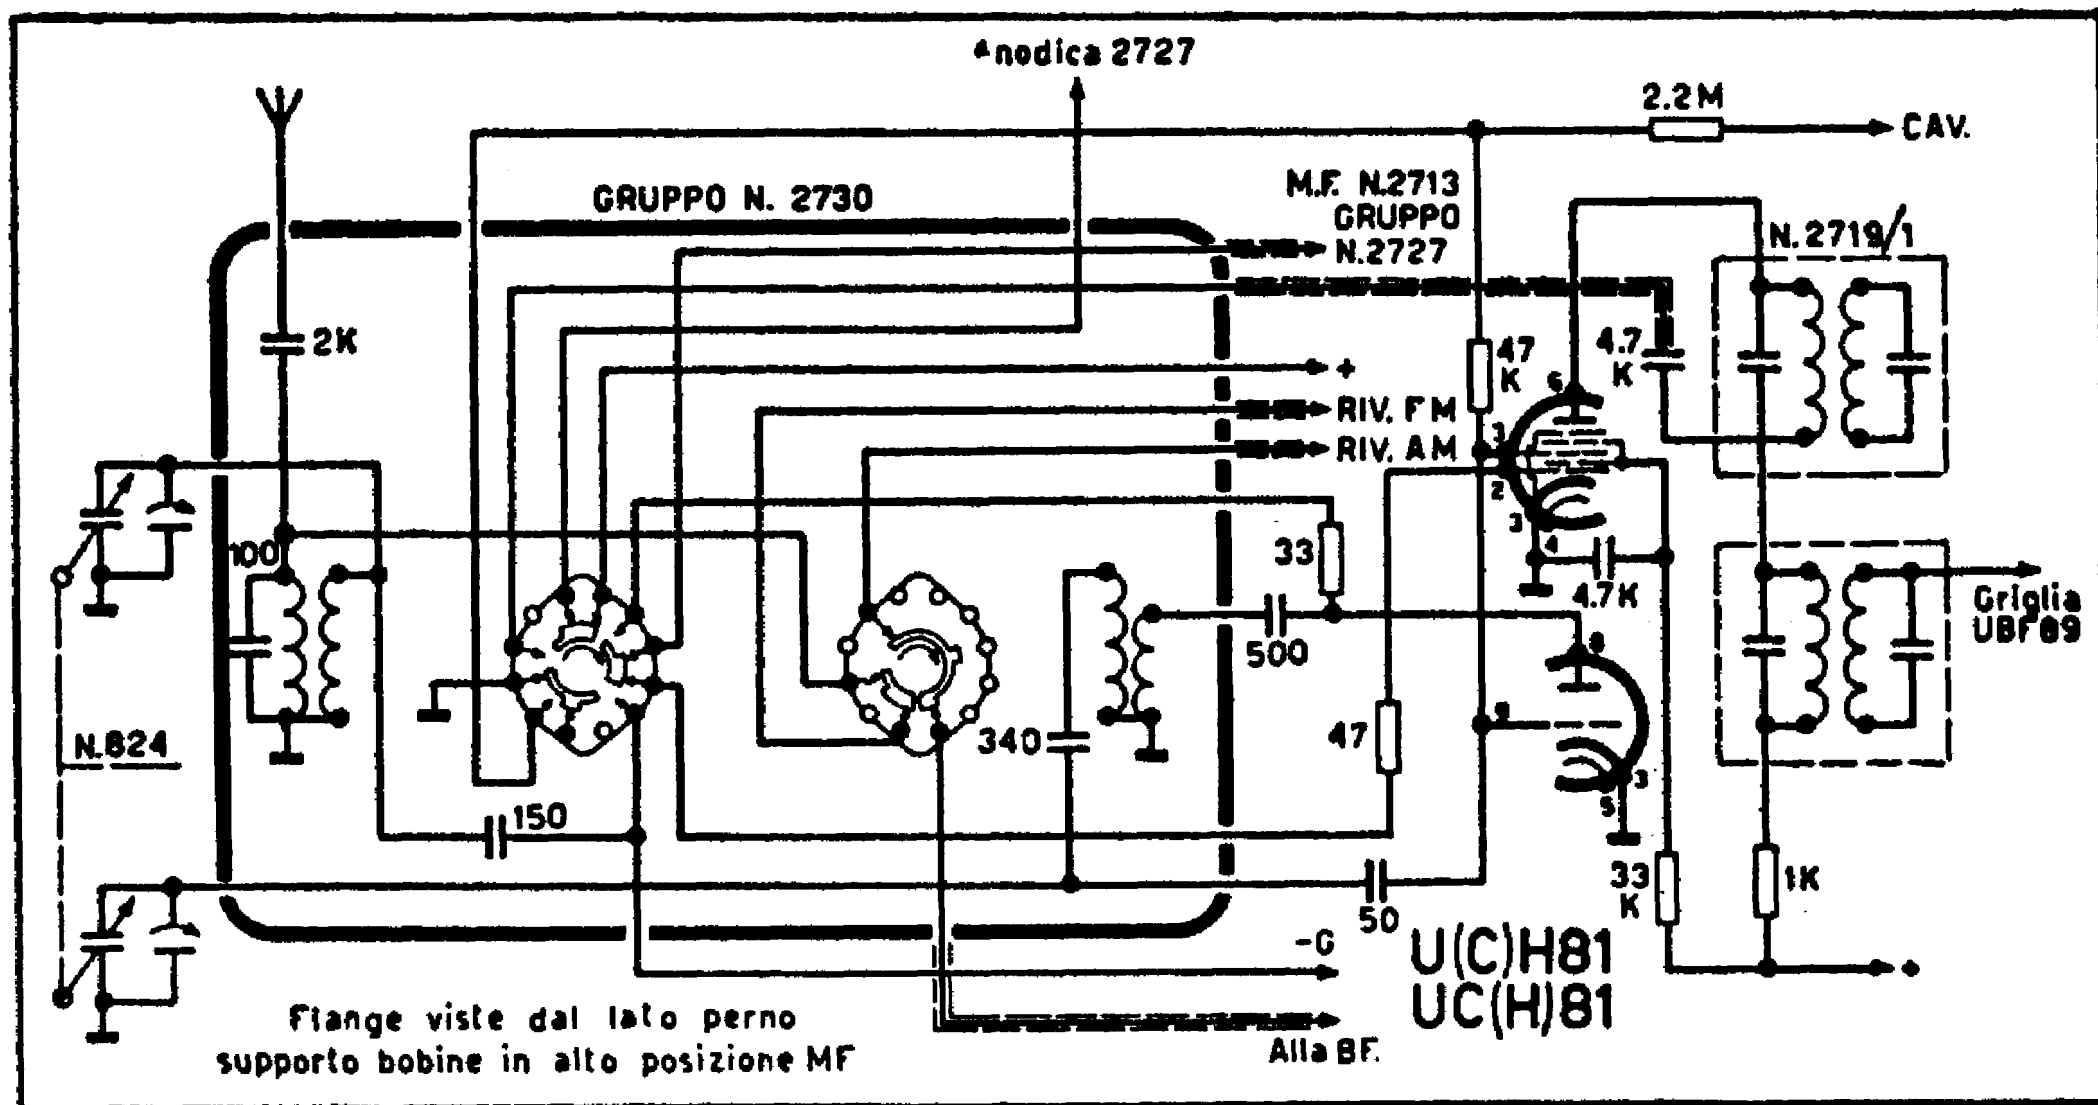 Anodica 2727
2.2M
CAV.
GRUPPO N. 2730
M.F. N.2713
GRUPPO
N.2727
N.2719/1
2K
47
K
4.7
K
+
RIV. FM
RIV. AM
6
1
2
3
4
100
33
4.7K
Griglia
UBF89
500
8
N.824
340
47
9
3
5
150
33
K
1K
50
-G
U(C)H81
UC(H)81
+
Flange viste dal lato perno
supporto bobine in alto posizione MF
Alla BF.